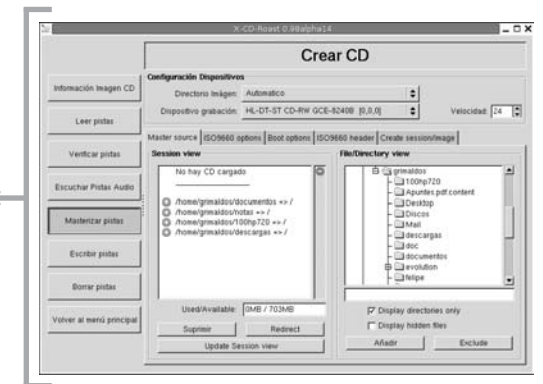 X-CD-Roast 0.98alpha14
Crear CD
Información Imagen CD
Leer pistas
Verificar pistas
Escuchar Pistas Audio
Masterizar pistas
Escribir pistas
Borrar pistas
Volver al menú principal
Configuración Dispositivos
Directorio Imágen: Automatico
Dispositivo grabación: HL-DT-ST CD-RW GCE-8240B [0,0,0] Velocidad: 24
Master source ISO9660 options Boot options ISO9660 header Create session/image
Session view
No hay CD cargado
/home/grimaldos/documentos => /
/home/grimaldos/notas => /
/home/grimaldos/100hp720 => /
/home/grimaldos/descargas => /
Used/Available: 0MB / 703MB
Suprimir Redirect
Update Session view
File/Directory view
grimaldos
100hp720
Apuntes.pdf.content
Desktop
Discos
Mail
descargas
doc
documentos
evolution
felipe
Display directories only
Display hidden files
Añadir Exclude